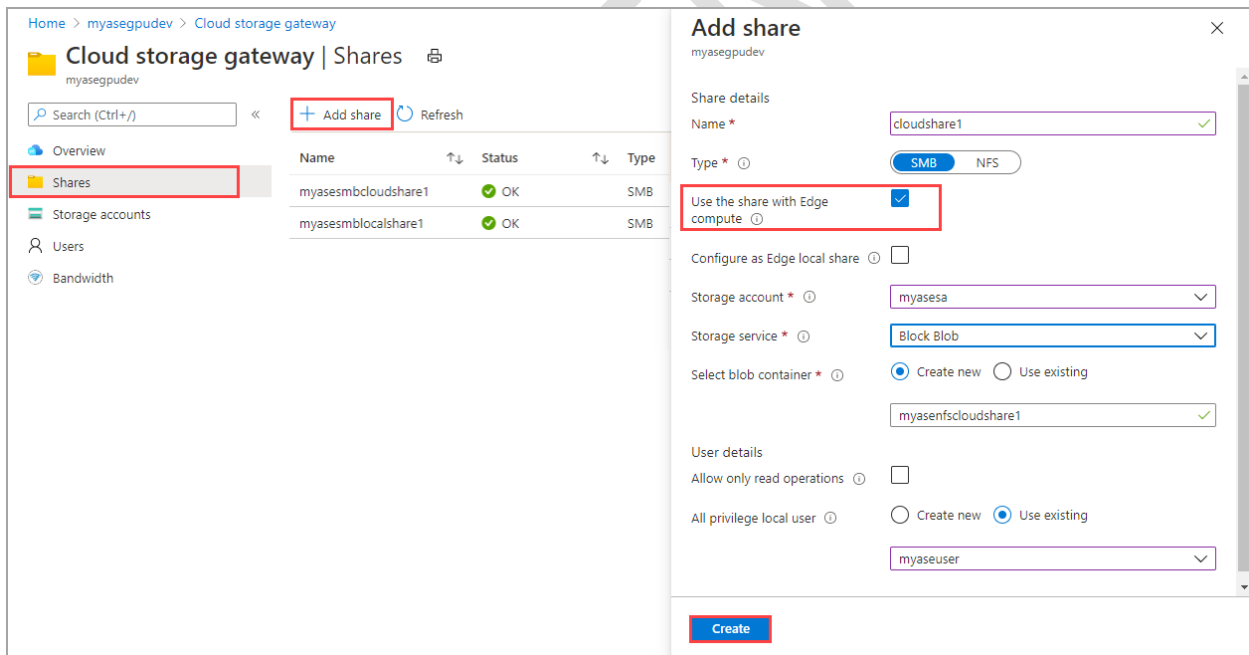 Home > myasegpudev > Cloud storage gateway
Cloud storage gateway | Shares
myasegpudev
Search (Ctrl+/)
«
Overview
Shares
Storage accounts
Users
Bandwidth
+ Add share Refresh
Name ↑↓ Status ↑↓ Type
myasesmbcloudshare1 OK SMB
myasesmblocalshare1 OK SMB
Add share
myasegpudev
Share details
Name * cloudshare1
Type * SMB NFS
Use the share with Edge
compute
Configure as Edge local share
Storage account * myasesa
Storage service * Block Blob
Select blob container * Create new Use existing
myasenfscloudshare1
User details
Allow only read operations
All privilege local user Create new Use existing
myaseuser
Create